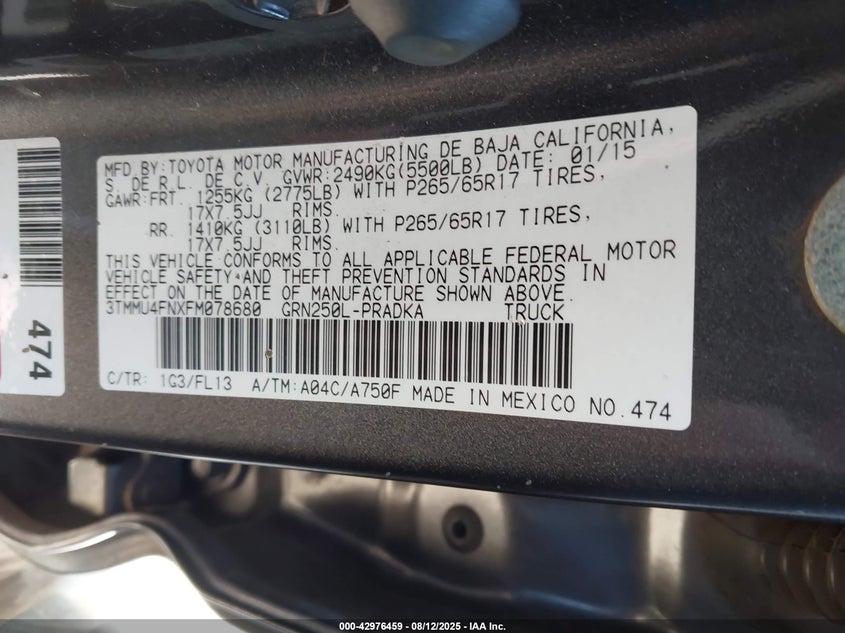 MFD.BY:TOYOTA MOTOR MANUFACTURING DE BAJA CALIFORNIA,
S. DE R.L. DE C.V. GVWR:2490KG(5500LB) DATE: 01/15
GAWR:FRT. 1255KG (2775LB) WITH P265/65R17 TIRES,
17X7.5JJ RIMS.
RR. 1410KG (3110LB) WITH P265/65R17 TIRES,
17X7.5JJ RIMS.
THIS VEHICLE CONFORMS TO ALL APPLICABLE FEDERAL MOTOR
VEHICLE SAFETY AND THEFT PREVENTION STANDARDS IN
EFFECT ON THE DATE OF MANUFACTURE SHOWN ABOVE.
3TMMU4FNXFM078680 GRN250L-PRADKA TRUCK
C/TR: 1G3/FL13 A/TM:A04C/A750F MADE IN MEXICO NO.474
474
000-42976459 - 08/12/2025 - IAA Inc.